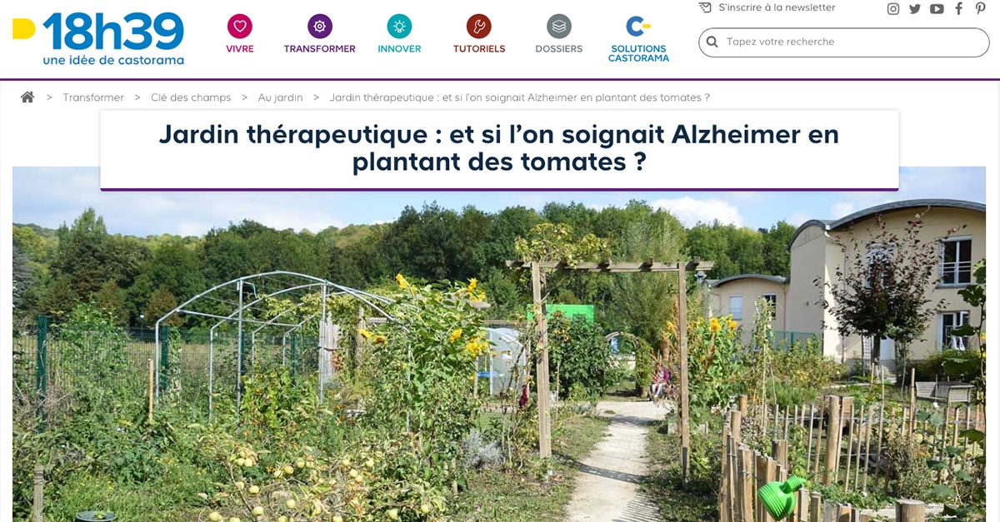 18h39
une idée de castorama
VIVRE
TRANSFORMER
INNOVER
TUTORIELS
DOSSIERS
SOLUTIONS
CASTORAMA
S'inscrire à la newsletter
Tapez votre recherche
> Transformer > Clé des champs > Au jardin > Jardin thérapeutique : et si l'on soignait Alzheimer en plantant des tomates ?
Jardin thérapeutique : et si l’on soignait Alzheimer en
plantant des tomates ?